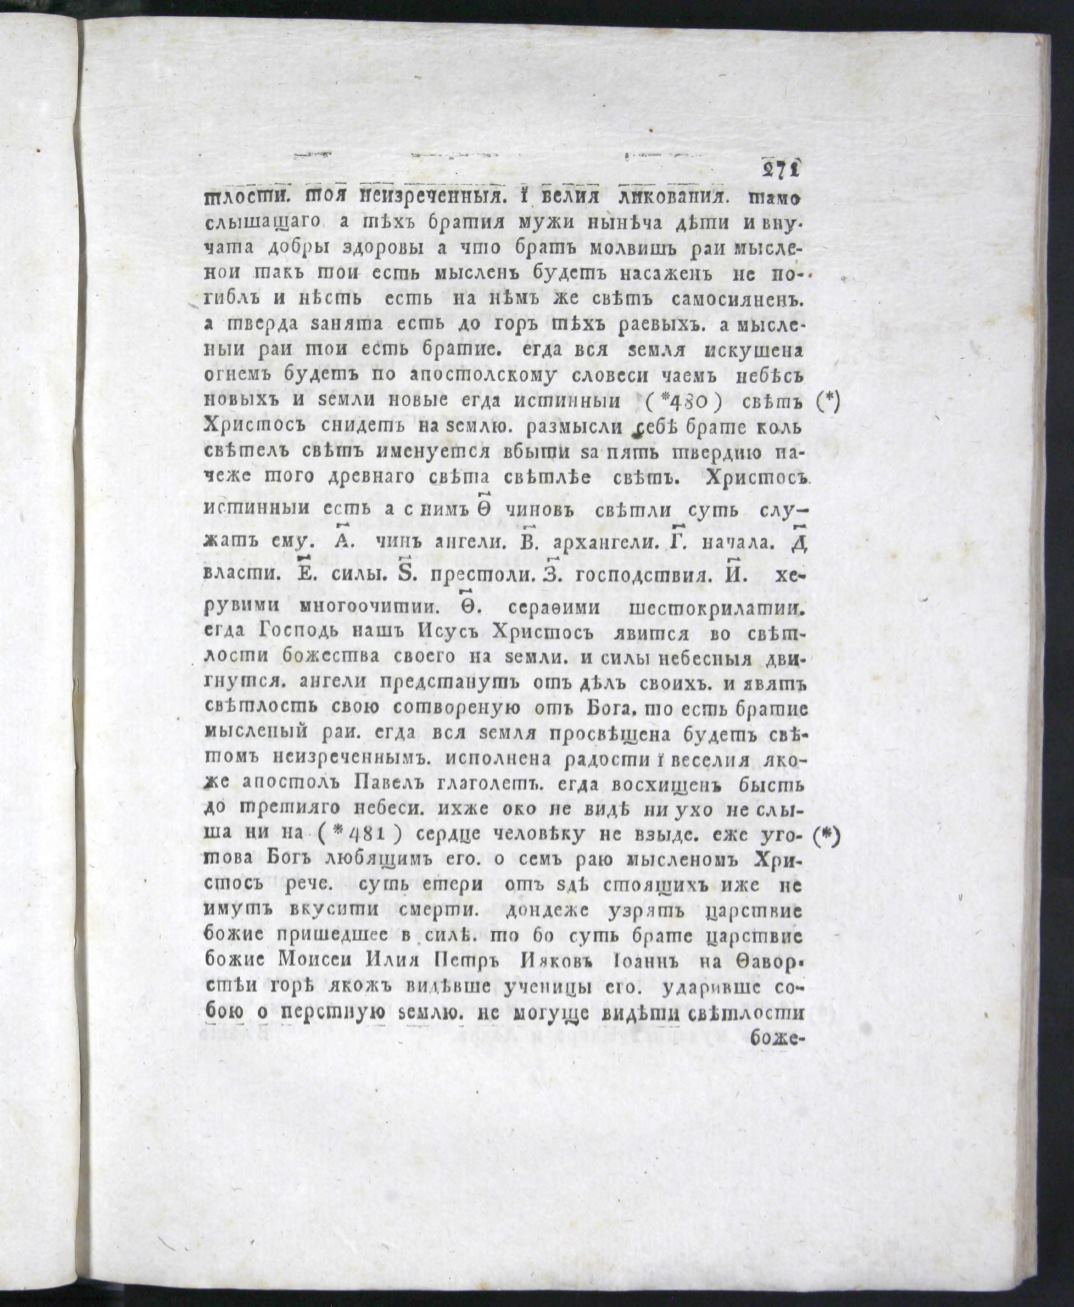 271
тлости. тоя неизреченныя. ї велия ликования. тамо
слышащаго а тѣхъ братия мужи нынѣча дѣти и вну-
чата добры здоровы а что братъ молвишъ раи мысле-
нои такъ тои есть мысленъ будетъ насаженъ не по-
гиблъ и нѣсть есть на нѣмъ же свѣтъ самосияненъ.
а тверда ѕанята есть до горъ тѣхъ раевыхъ. а мысле-
ныи раи тои есть братие. егда вся ѕемля искушена
огнемъ будетъ по апостолскому словеси чаемъ небѣсъ
новыхъ и ѕемли новые егда истинныи (*480) свѣтъ (*)
Христосъ снидетъ на ѕемлю. размысли себѣ брате коль
свѣтелъ свѣтъ именуется вбыти ѕа пять твердию па-
чеже того древнаго свѣта свѣтлѣе свѣтъ. Христосъ
истинныи есть а с нимъ Ѳ҃ чиновъ свѣтли суть слу-
жатъ ему. А҃. чинъ ангели. В҃. архангели. Г҃. начала. Д҃
власти. Е҃. силы. Ѕ҃. престоли. З҃. господствия. И҃. хе-
рувими многоочитии. Ѳ҃. сераѳими шестокрилатии.
егда Господь нашъ Исусъ Христосъ явится во свѣт-
лости божества своего на ѕемли. и силы небесныя дви-
гнутся. ангели предстанутъ отъ дѣлъ своихъ. и явятъ
свѣтлость свою сотвореную отъ Бога. то есть братие
мысленый раи. егда вся ѕемля просвѣщена будетъ свѣ-
томъ неизреченнымъ. исполнена радости ї веселия яко-
же апостолъ Павелъ глаголетъ. егда восхищенъ бысть
до третияго небеси. ихже око не видѣ ни ухо не слы-
ша ни на (*481) сердце человѣку не взыде. еже уго- (*)
това Богъ любящимъ его. о семъ раю мысленомъ Хри-
стосъ рече. суть етери отъ ѕдѣ стоящихъ иже не
имутъ вкусити смерти. дондеже узрятъ царствие
божие пришедшее в силѣ. то бо суть брате царствие
божие Моисеи Илия Петръ Ияковъ Іоаннъ на Ѳавор-
стѣи горѣ якожъ видѣвше ученицы его. ударивше со-
бою о перстную ѕемлю. не могуще видѣти свѣтлости
боже-